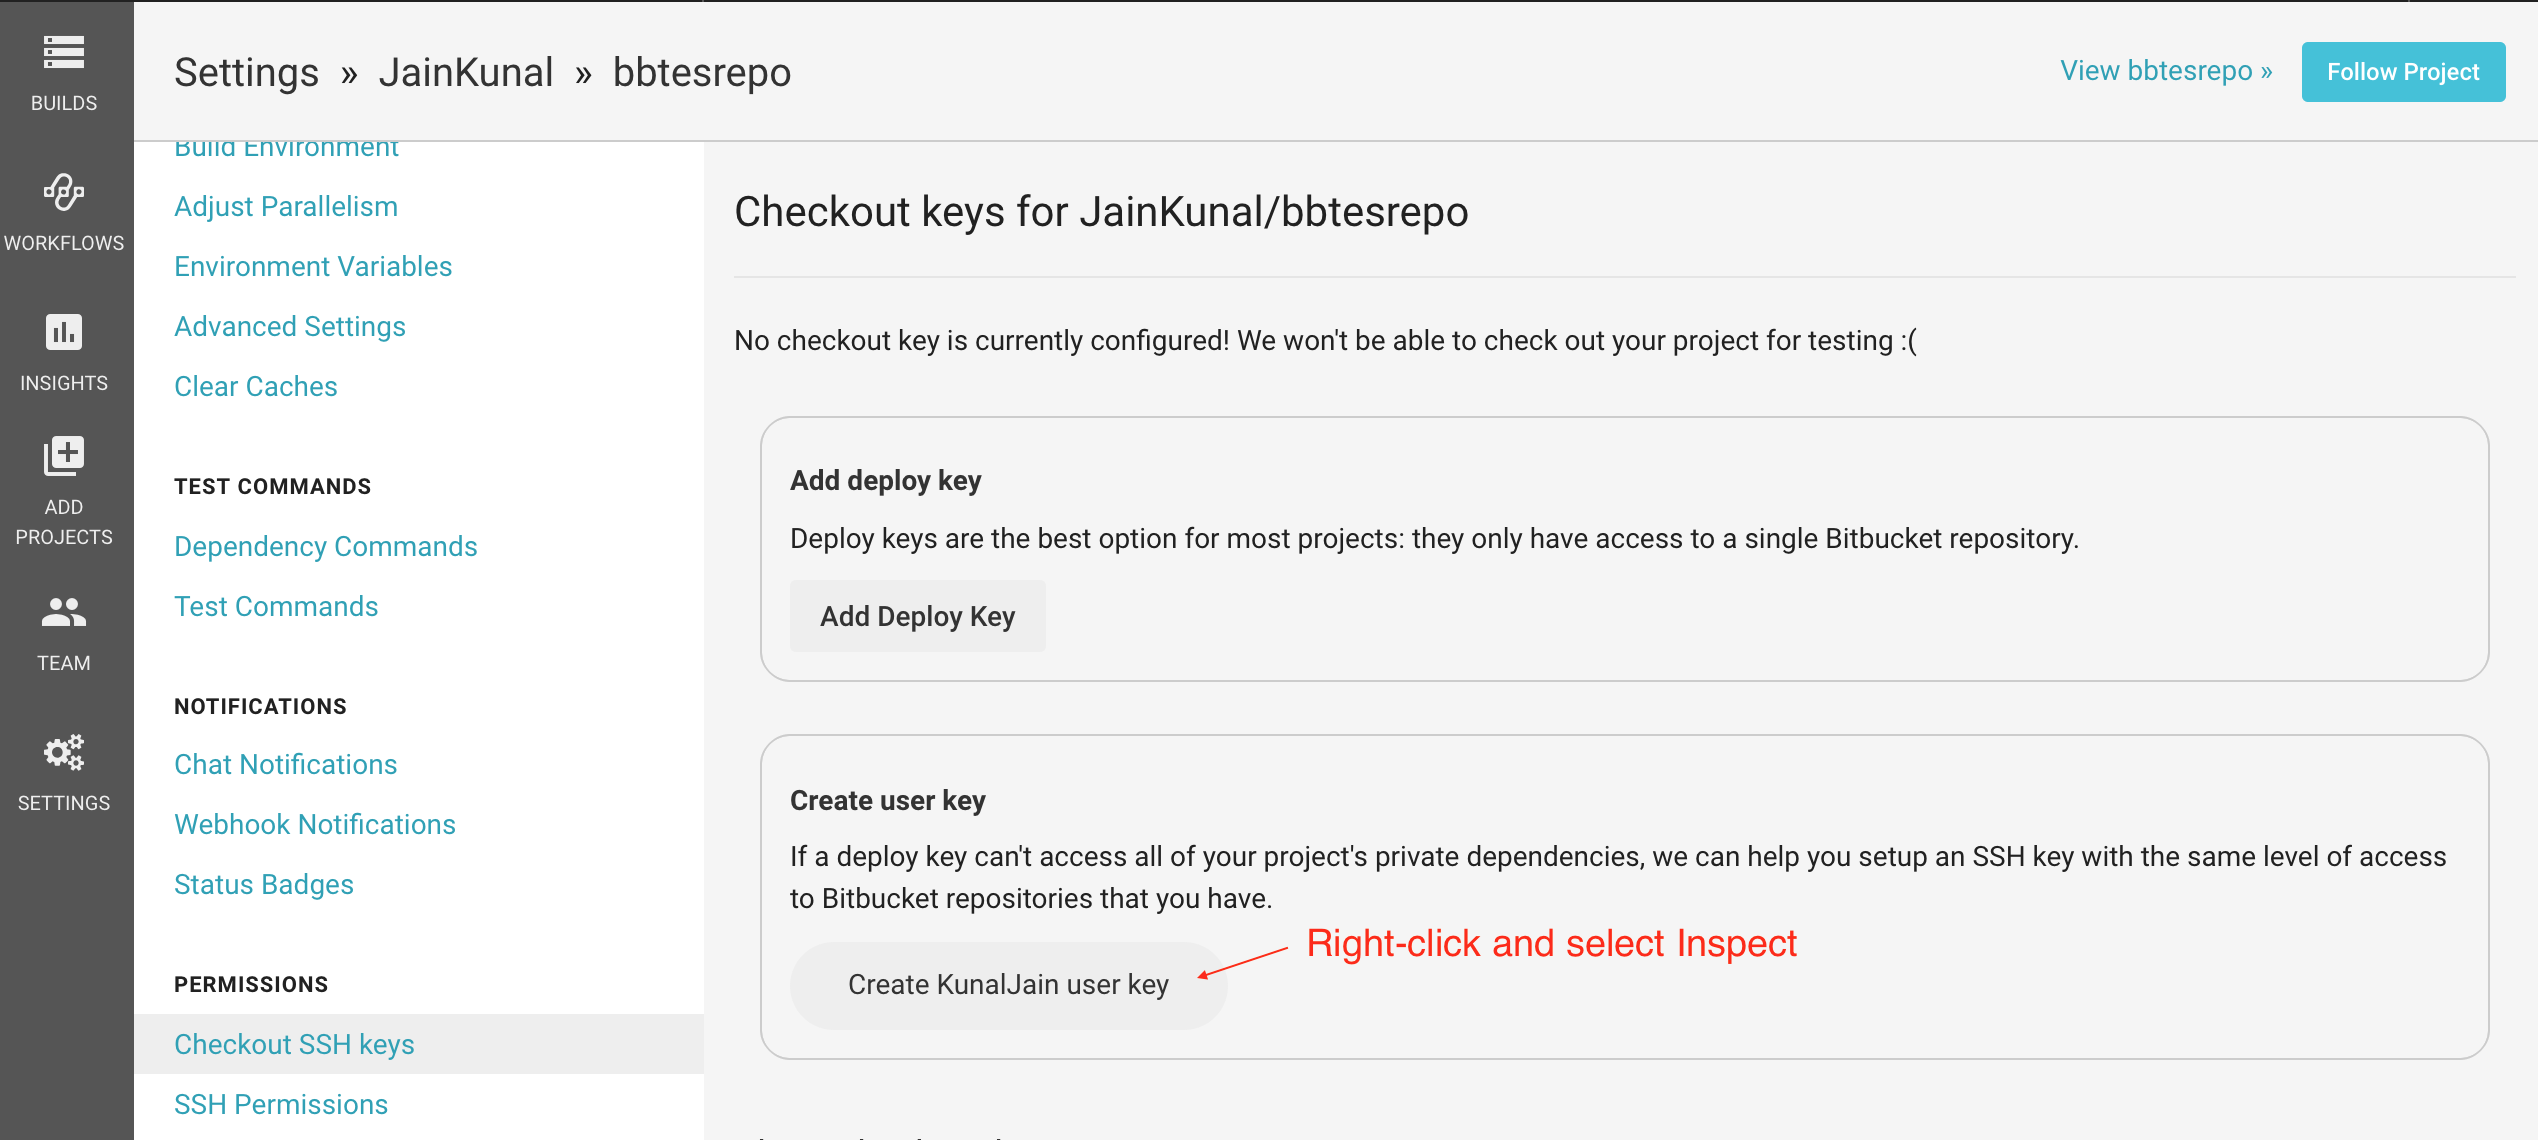 BUILDS
WORKFLOWS
INSIGHTS
ADD
PROJECTS
TEAM
SETTINGS
Settings » JainKunal » bbtesrepo
View bbtesrepo »
Follow Project
Build Environment
Adjust Parallelism
Environment Variables
Advanced Settings
Clear Caches
TEST COMMANDS
Dependency Commands
Test Commands
NOTIFICATIONS
Chat Notifications
Webhook Notifications
Status Badges
PERMISSIONS
Checkout SSH keys
SSH Permissions
Checkout keys for JainKunal/bbtesrepo
No checkout key is currently configured! We won't be able to check out your project for testing :(
Add deploy key
Deploy keys are the best option for most projects: they only have access to a single Bitbucket repository.
Add Deploy Key
Create user key
If a deploy key can't access all of your project's private dependencies, we can help you setup an SSH key with the same level of access
to Bitbucket repositories that you have.
Right-click and select Inspect
Create KunalJain user key